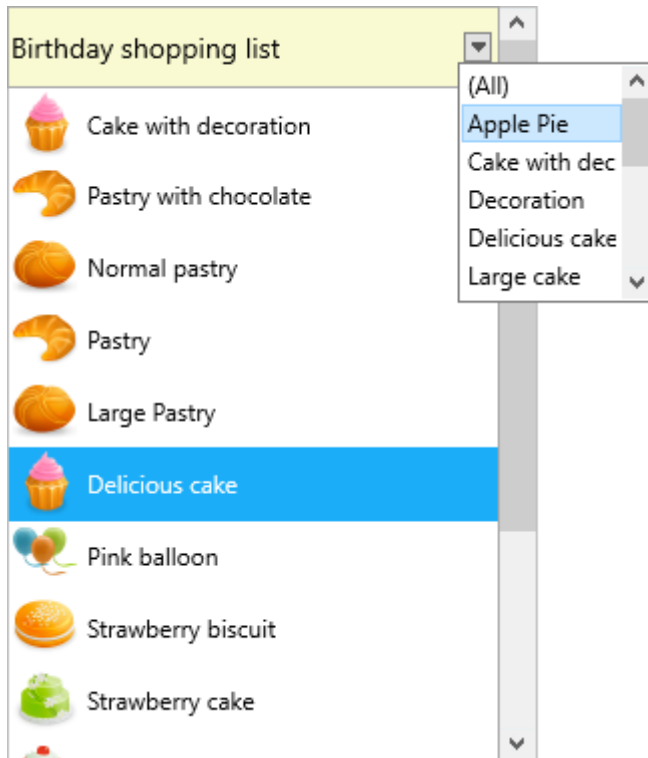 Birthday shopping list
(All)
Apple Pie
Cake with dec
Decoration
Delicious cake
Large cake
Cake with decoration
Pastry with chocolate
Normal pastry
Pastry
Large Pastry
Delicious cake
Pink balloon
Strawberry biscuit
Strawberry cake